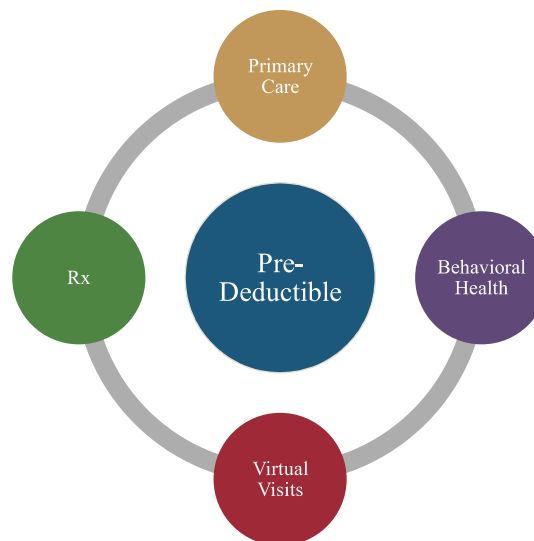 Primary
Care
Rx
Pre-
Deductible
Behavioral
Health
Virtual
Visits